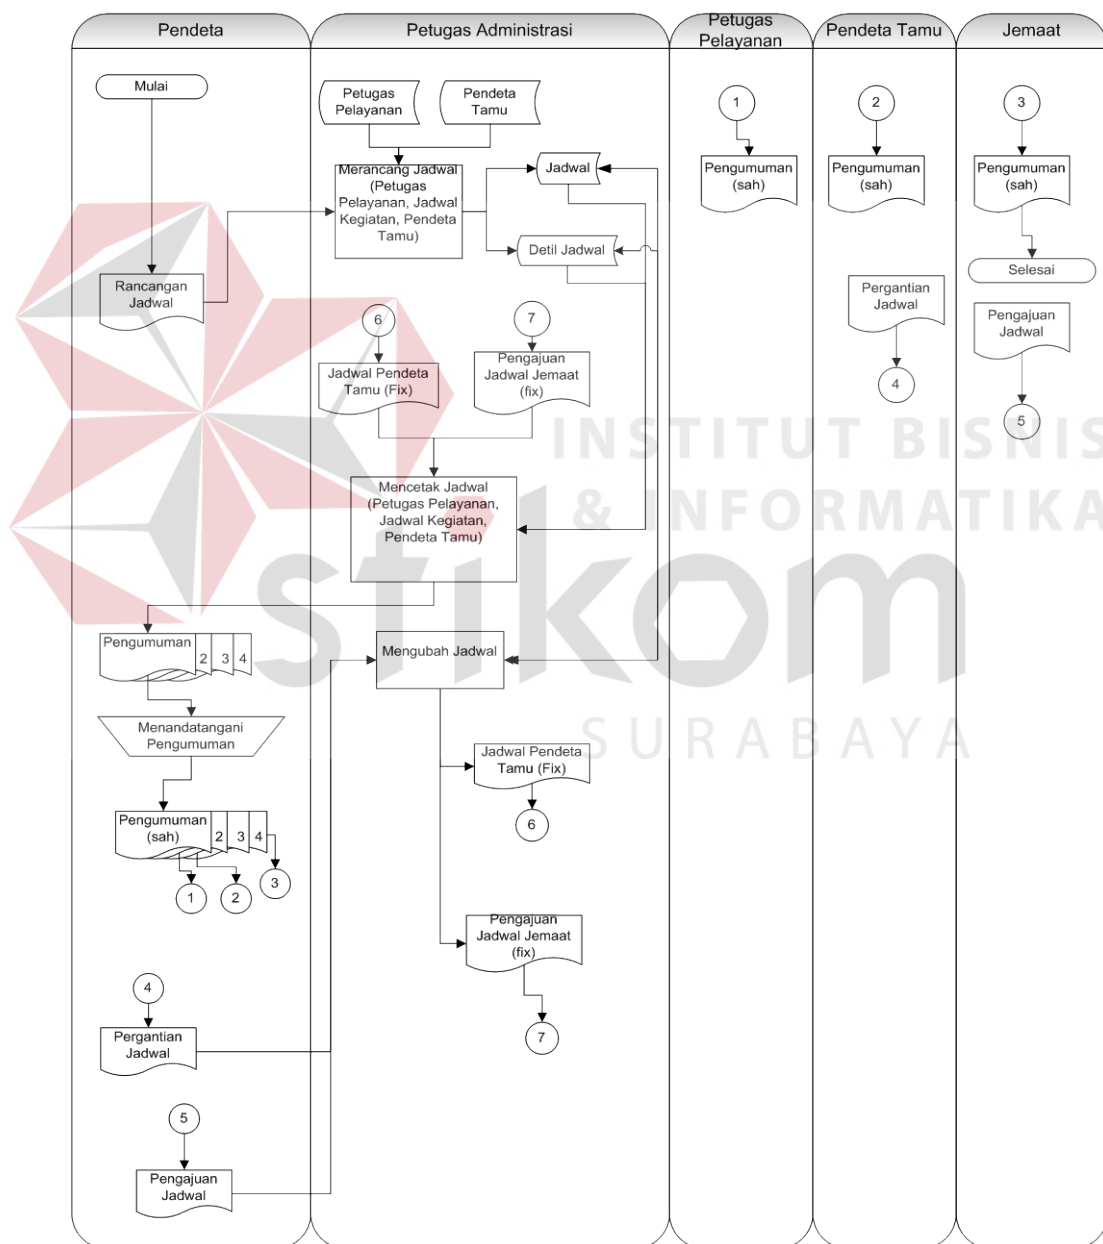 Pendeta
Petugas Administrasi
Petugas
Pelayanan
Pendeta Tamu
Jemaat
Mulai
Rancangan
Jadwal
Petugas
Pelayanan
Pendeta
Tamu
Merancang Jadwal
(Petugas
Pelayanan, Jadwal
Kegiatan, Pendeta
Tamu)
Jadwal
Detil Jadwal
6
7
Jadwal Pendeta
Tamu (Fix)
Pengajuan
Jadwal Jemaat
(fix)
Mencetak Jadwal
(Petugas Pelayanan,
Jadwal Kegiatan,
Pendeta Tamu)
Pengumuman
2
3
4
Menandatangani
Pengumuman
Pengumuman
(sah)
2
3
4
1
2
3
Mengubah Jadwal
Jadwal Pendeta
Tamu (Fix)
6
Pengajuan
Jadwal Jemaat
(fix)
7
4
Pergantian
Jadwal
5
Pengajuan
Jadwal
1
Pengumuman
(sah)
2
Pengumuman
(sah)
Pergantian
Jadwal
4
3
Pengumuman
(sah)
Selesai
Pengajuan
Jadwal
5
INSTITUT BISNIS
& INFORMATIKA
stikom
SURABAYA